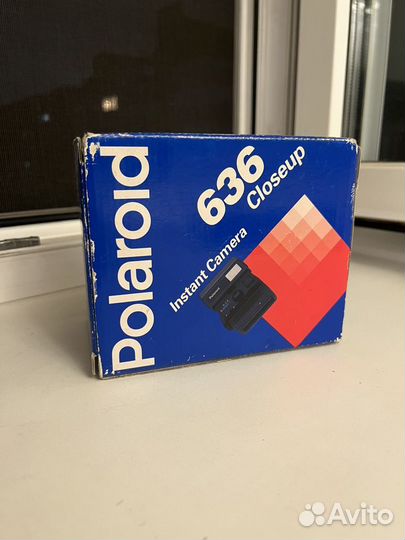 Polaroid
636
Closeup
Instant Camera
Avito